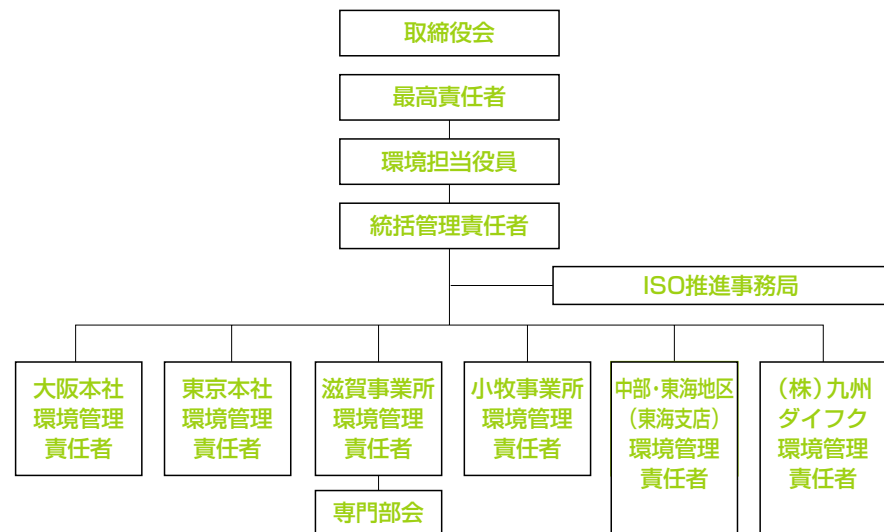 取締役会
最高責任者
環境担当役員
統括管理責任者
ISO推進事務局
大阪本社
環境管理
責任者
東京本社
環境管理
責任者
滋賀事業所
環境管理
責任者
専門部会
小牧事業所
環境管理
責任者
中部・東海地区
(東海支店)
環境管理
責任者
(株)九州
ダイフク
環境管理
責任者